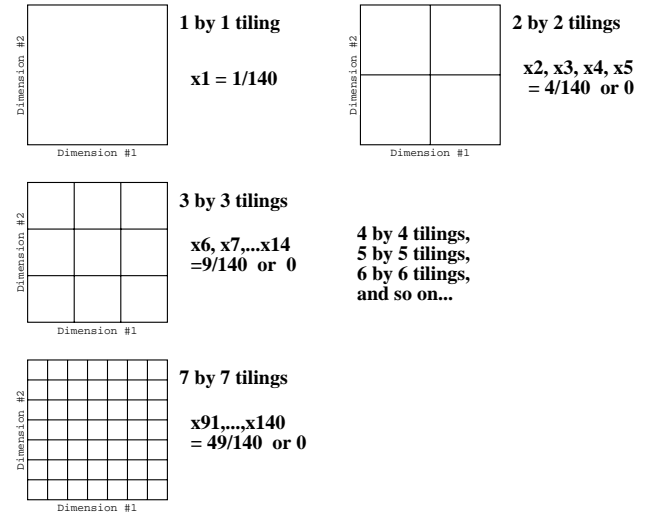 1 by 1 tiling
x1 = 1/140
Dimension #2
Dimension #1
2 by 2 tilings
x2, x3, x4, x5
= 4/140 or 0
Dimension #2
Dimension #1
3 by 3 tilings
x6, x7,...x14
=9/140 or 0
Dimension #2
Dimension #1
4 by 4 tilings,
5 by 5 tilings,
6 by 6 tilings,
and so on...
7 by 7 tilings
x91,...,x140
= 49/140 or 0
Dimension #2
Dimension #1